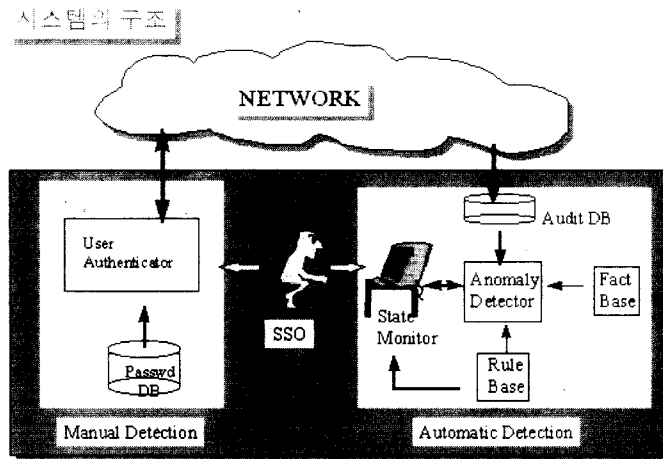 시스템의 구조
NETWORK
User
Authenticator
Passwd
DB
Manual Detection
SSO
Audit DB
Anomaly
Detector
Fact
Base
State
Monitor
Rule
Base
Automatic Detection